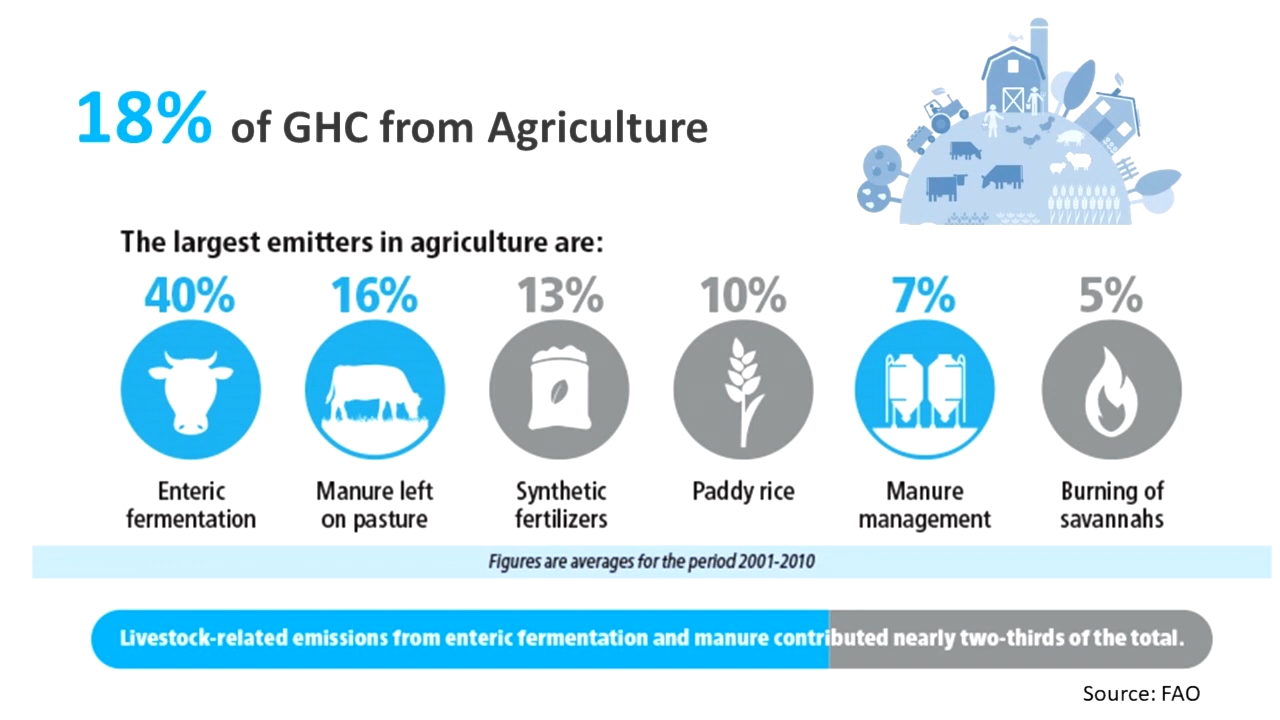 18% of GHC from Agriculture
The largest emitters in agriculture are:
40% 16% 13% 10% 7% 5%
Enteric fermentation
Manure left on pasture
Synthetic fertilizers
Paddy rice
Manure management
Burning of savannahs
Figures are averages for the period 2001-2010
Livestock-related emissions from enteric fermentation and manure contributed nearly two-thirds of the total.
Source: FAO